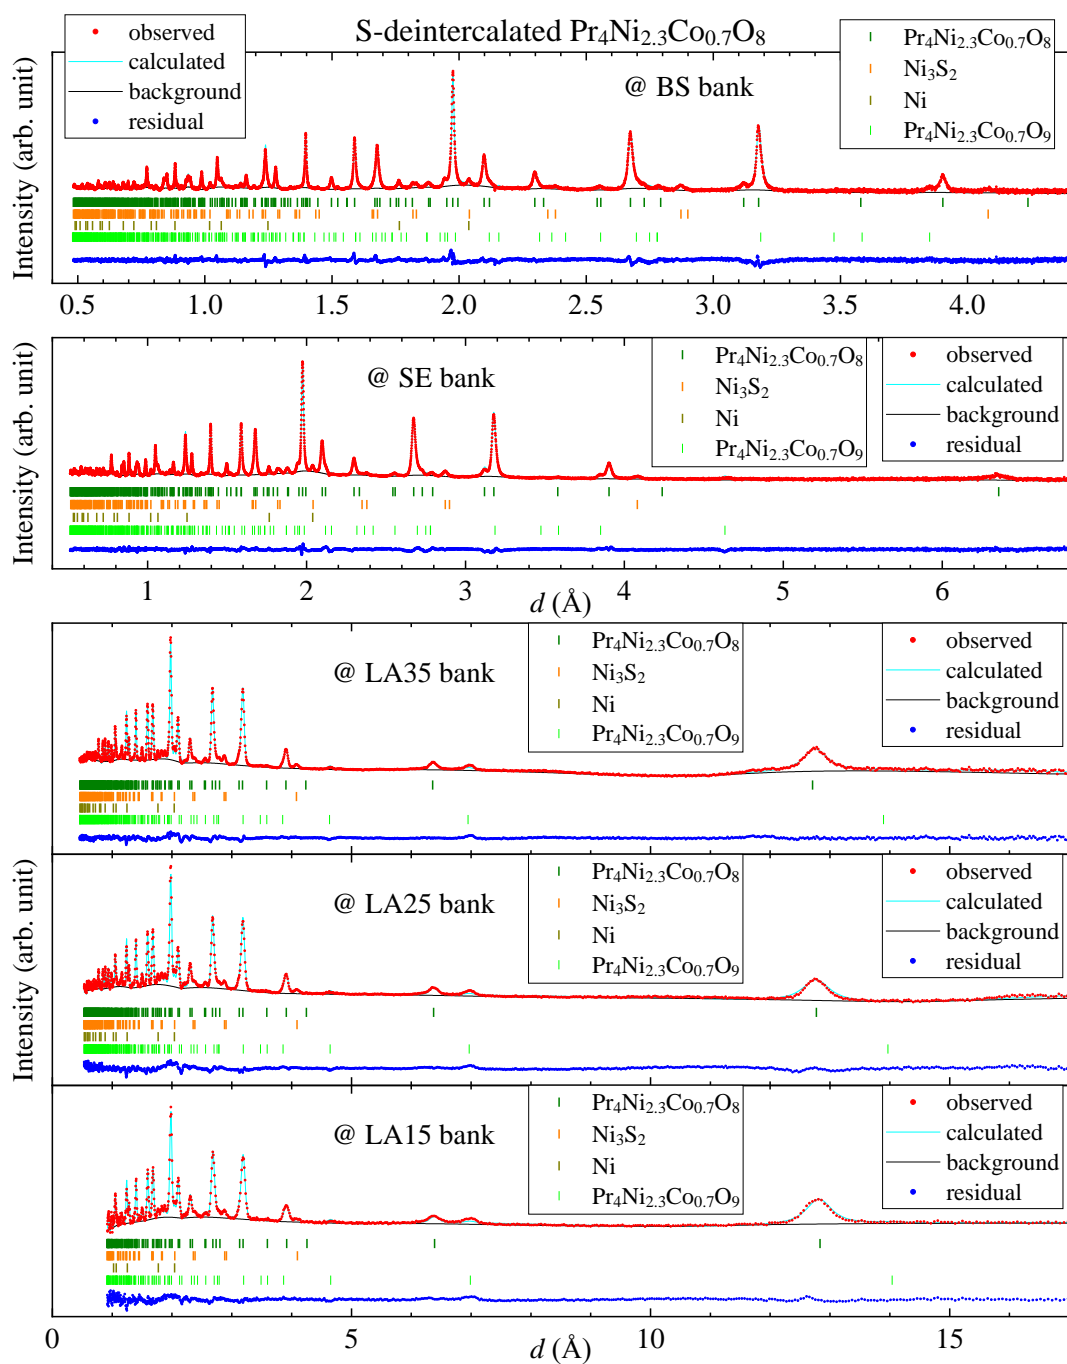 S-deintercalated Pr₄Ni₂.₃Co₀.₇O₈
observed
calculated
background
residual
@ BS bank
Pr₄Ni₂.₃Co₀.₇O₈
Ni₃S₂
Ni
Pr₄Ni₂.₃Co₀.₇O₉
Intensity (arb. unit)
0.5 1.0 1.5 2.0 2.5 3.0 3.5 4.0
@ SE bank
Pr₄Ni₂.₃Co₀.₇O₈
Ni₃S₂
Ni
Pr₄Ni₂.₃Co₀.₇O₉
observed
calculated
background
residual
Intensity (arb. unit)
1 2 3 4 5 6
d (Å)
@ LA35 bank
Pr₄Ni₂.₃Co₀.₇O₈
Ni₃S₂
Ni
Pr₄Ni₂.₃Co₀.₇O₉
observed
calculated
background
residual
@ LA25 bank
Pr₄Ni₂.₃Co₀.₇O₈
Ni₃S₂
Ni
Pr₄Ni₂.₃Co₀.₇O₉
observed
calculated
background
residual
Intensity (arb. unit)
@ LA15 bank
Pr₄Ni₂.₃Co₀.₇O₈
Ni₃S₂
Ni
Pr₄Ni₂.₃Co₀.₇O₉
observed
calculated
background
residual
0 5 10 15
d (Å)